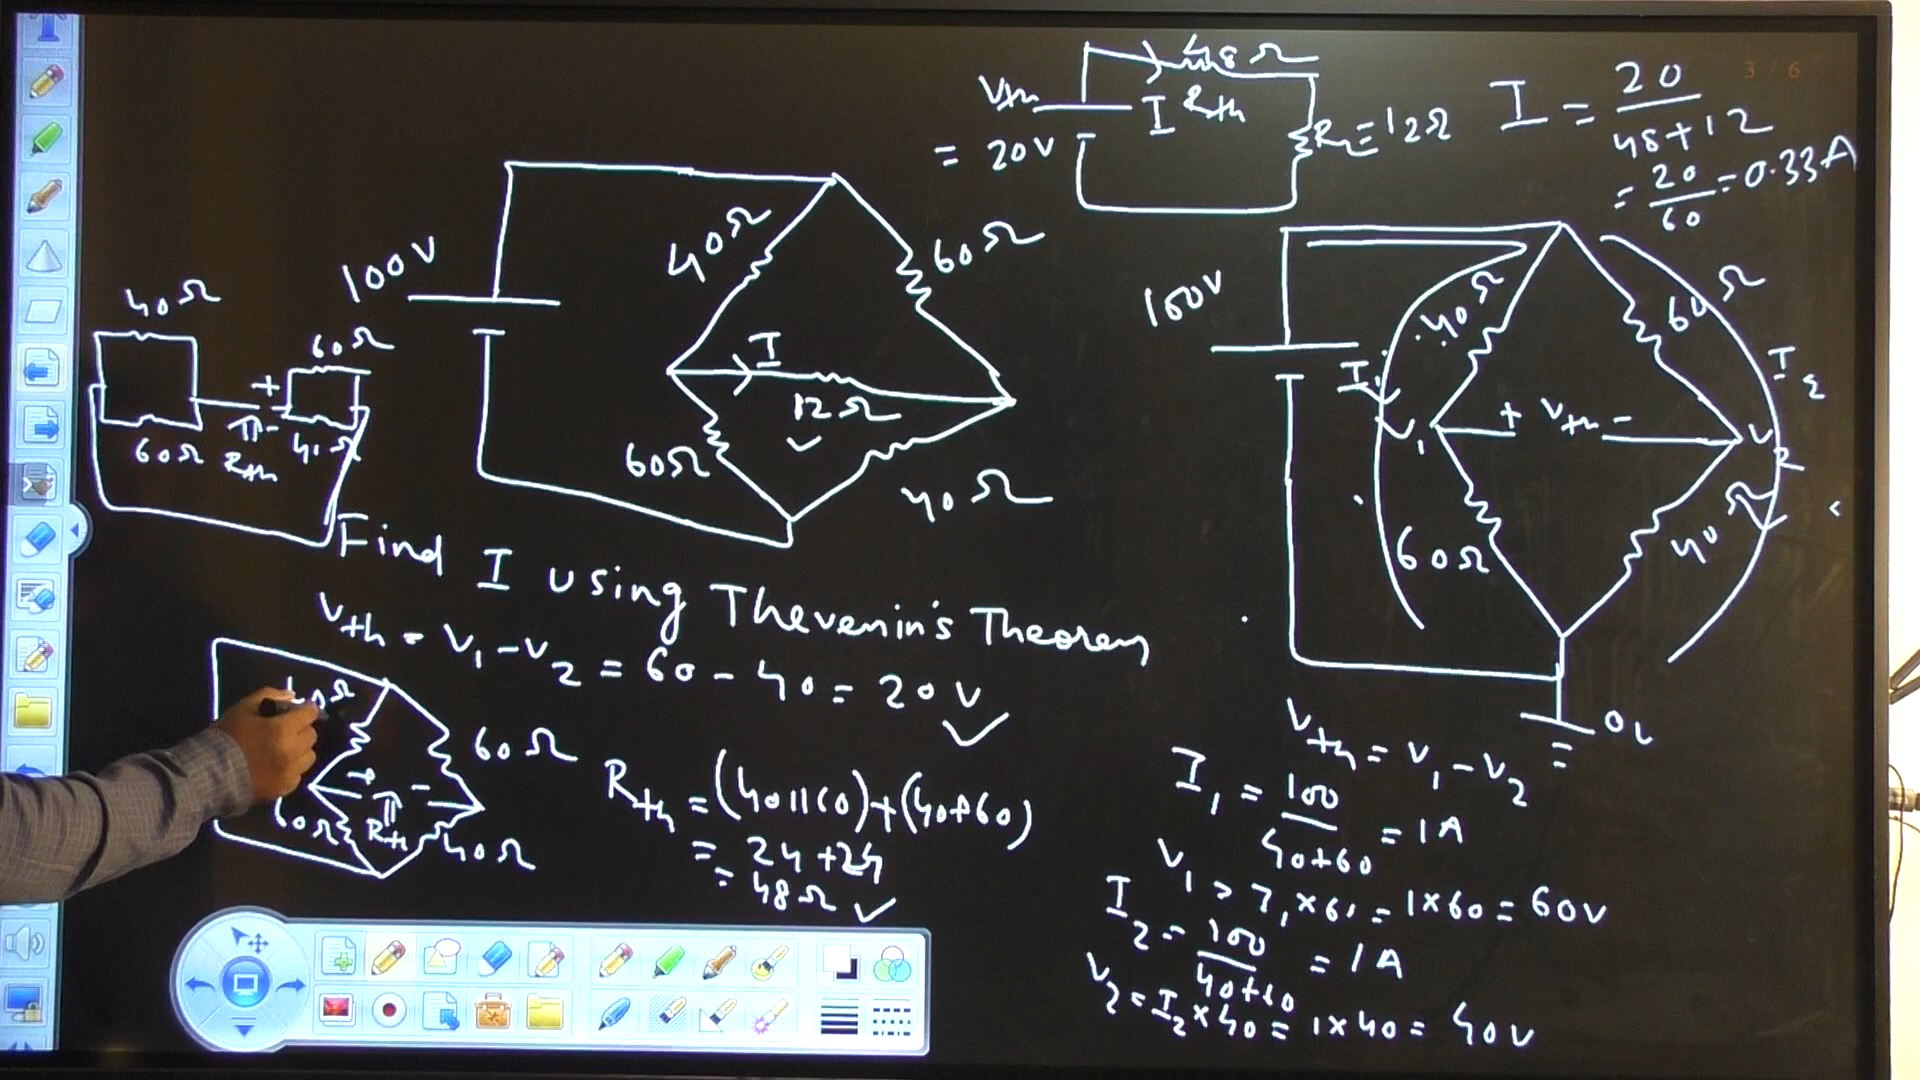 3 / 6
48Ω
Vth
= 20V
I Rth
RL = 12Ω
I = 20
48+12
= 20 = 0.33A
60
100V
40Ω
60Ω
I
12Ω
60Ω
40Ω
40Ω
60Ω
+
-
60Ω
Rth
40Ω
100V
40Ω
60Ω
I1
I2
V1
+ Vth -
V2
60Ω
40Ω
Find I using Thevenin's Theorem
Vth = V1 - V2 = 60 - 40 = 20V
40Ω
60Ω
+ -
60Ω
Rth
40Ω
Rth = (40||60)+(40+60)
= 24+24
= 48Ω
Vth = V1 - V2
I1 = 100 = 1A
40+60
V1 = I1×60 = 1×60 = 60V
I2 = 100 = 1A
40+60
V2 = I2×40 = 1×40 = 40V